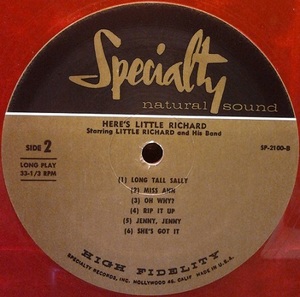 Specialty
natural sound
HERE'S LITTLE RICHARD
Starring LITTLE RICHARD and His Band
SIDE 2
SP-2100-B
LONG PLAY
33-1/3 RPM
(1) LONG TALL SALLY
(2) MISS ANN
(3) OH WHY?
(4) RIP IT UP
(5) JENNY, JENNY
(6) SHE'S GOT IT
HIGH FIDELITY
SPECIALTY RECORDS, INC. HOLLYWOOD 46, CALIF MADE IN U.S.A.